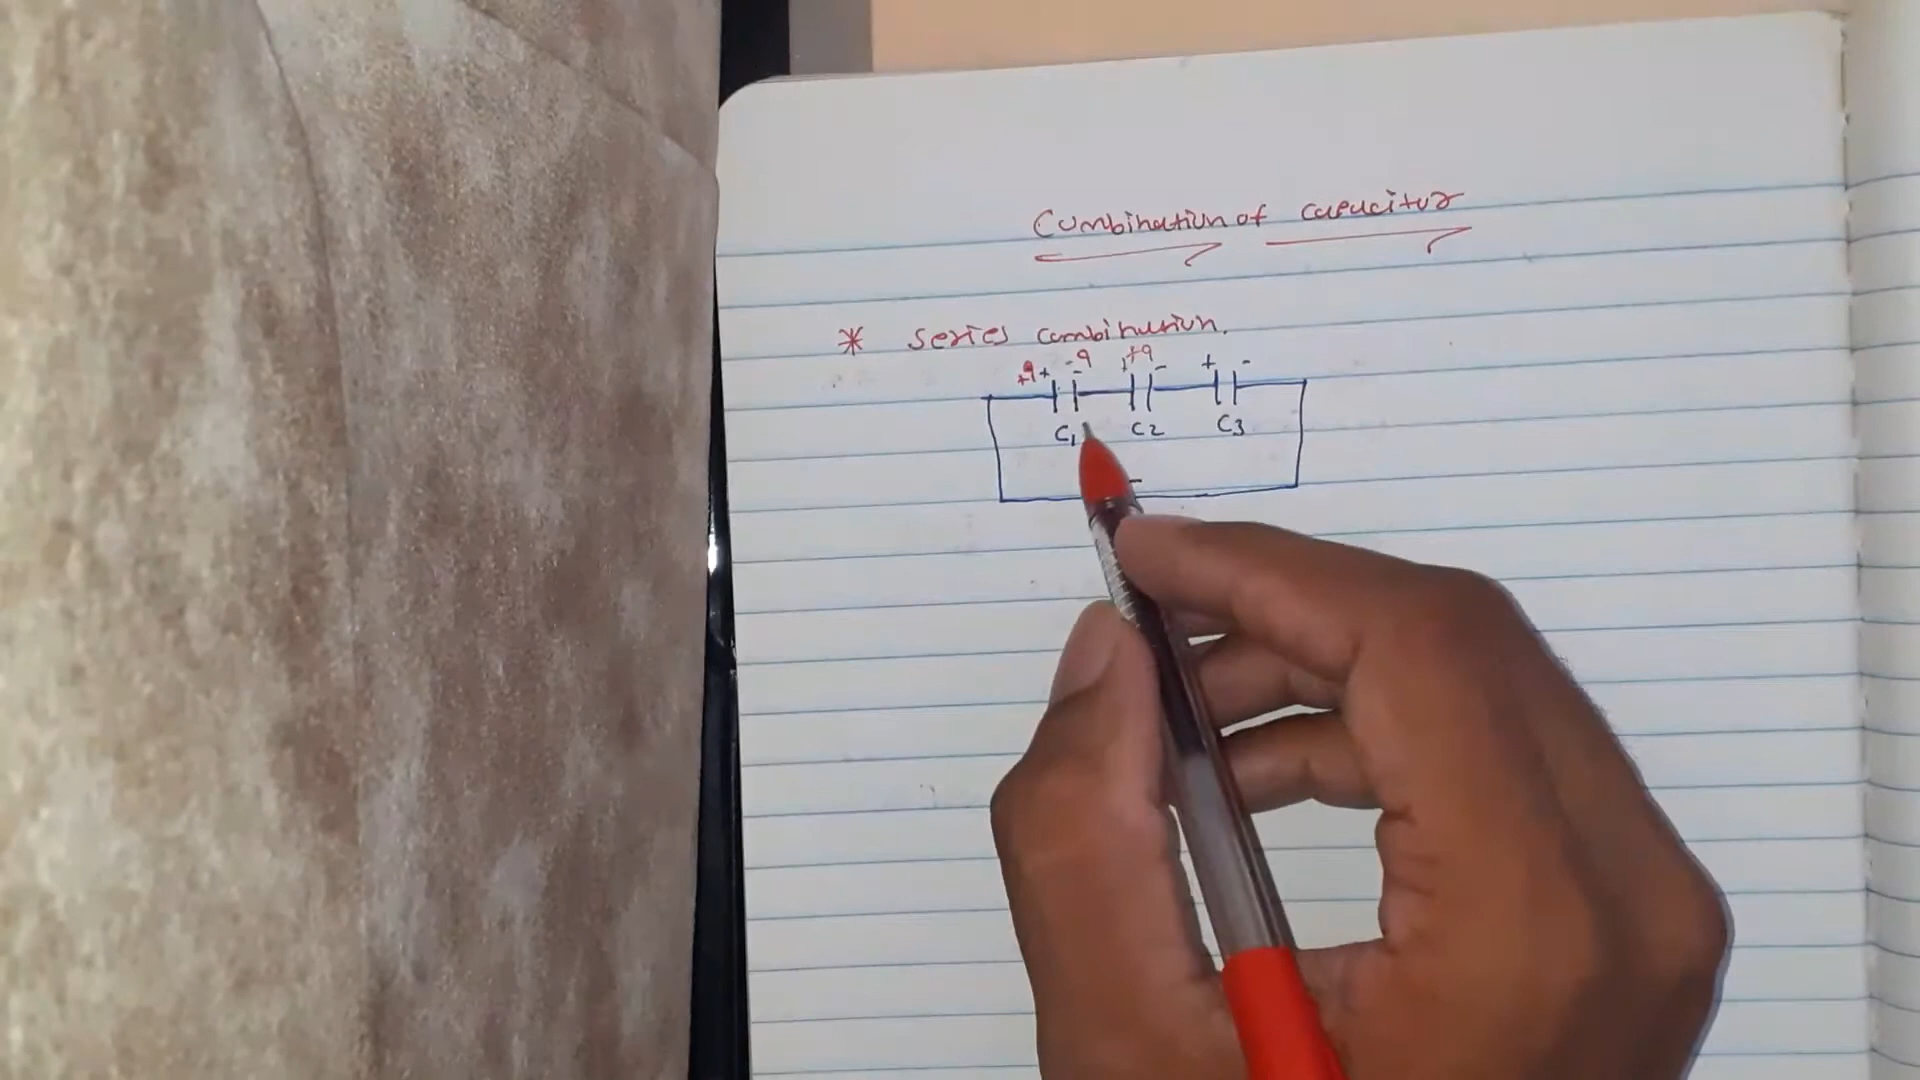 Combination of capacitor
* Series combination.
+q + -q - + +q - + -
C1 C2 C3
-